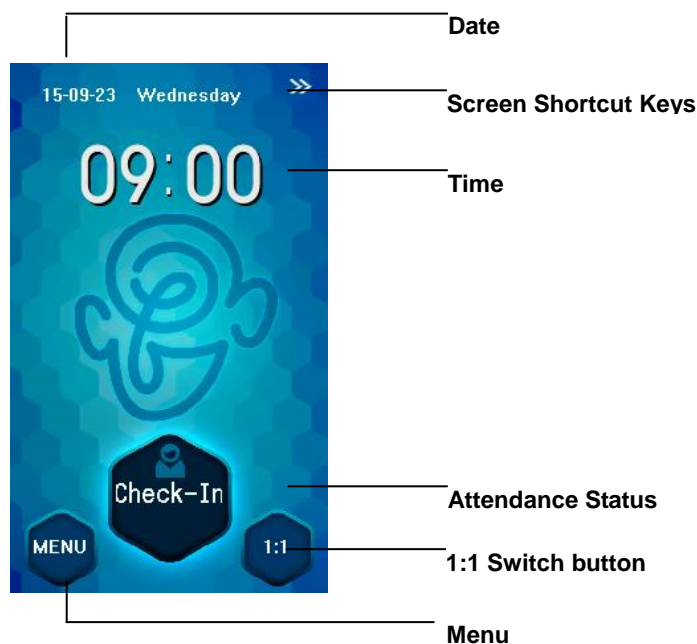 Date
15-09-23 Wednesday »
Screen Shortcut Keys
09:00
Time
Check-In
Attendance Status
MENU
1:1
1:1 Switch button
Menu